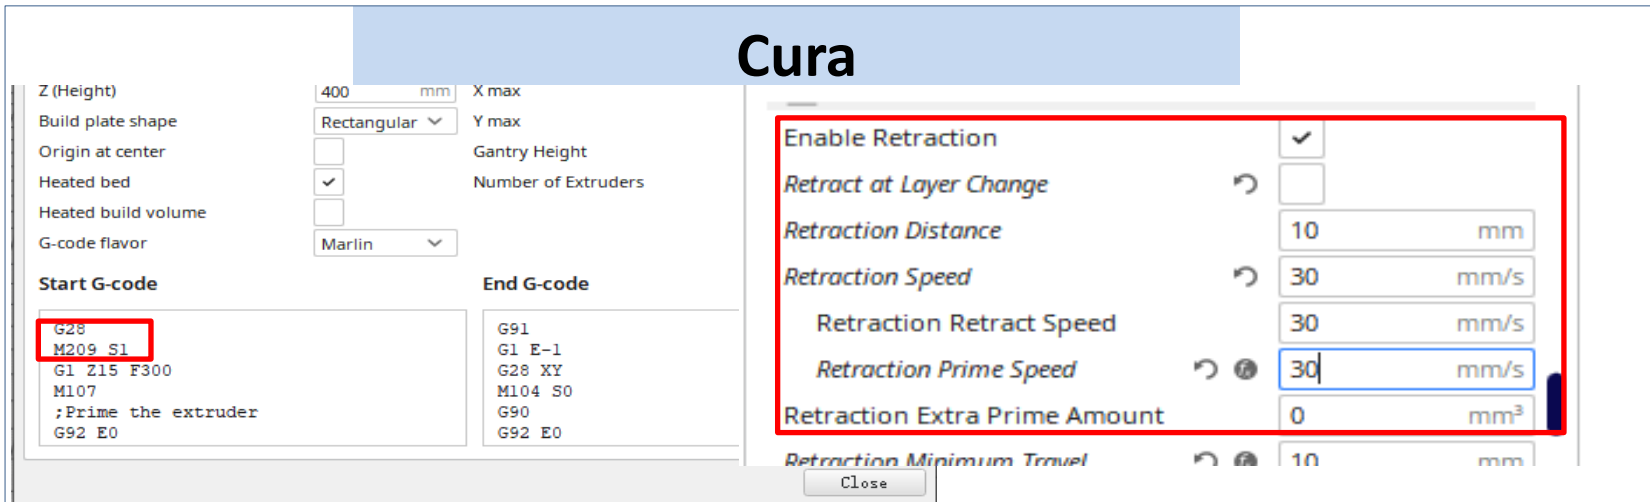 Cura
Z (Height) 400 mm X max
Build plate shape Rectangular Y max
Origin at center Gantry Height
Heated bed Number of Extruders
Heated build volume
G-code flavor Marlin
Start G-code End G-code
G28
M209 S1
G1 Z15 F300
M107
;Prime the extruder
G92 E0
G91
G1 E-1
G28 XY
M104 S0
G90
G92 E0
Close
Enable Retraction
Retract at Layer Change
Retraction Distance 10 mm
Retraction Speed 30 mm/s
Retraction Retract Speed 30 mm/s
Retraction Prime Speed 30 mm/s
Retraction Extra Prime Amount 0 mm³
Retraction Minimum Travel 10 mm